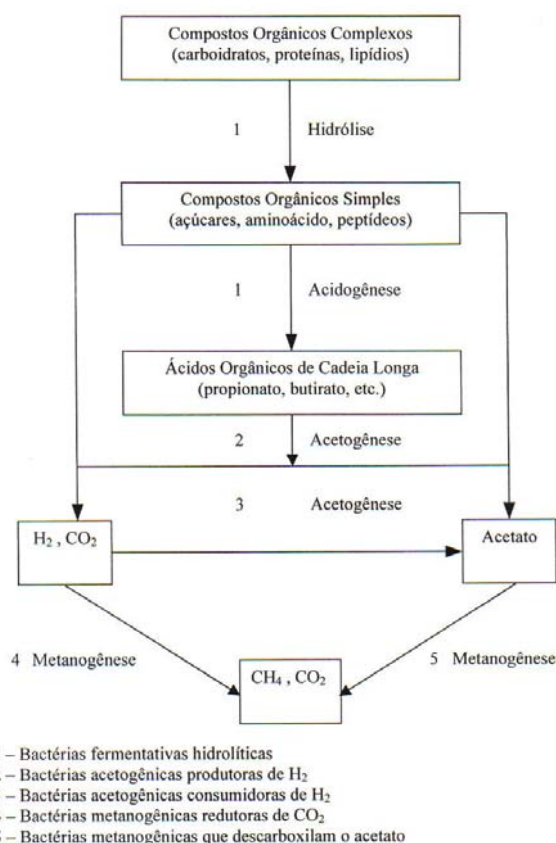 Compostos Orgânicos Complexos
(carboidratos, proteínas, lipídios)
1 Hidrólise
Compostos Orgânicos Simples
(açúcares, aminoácido, peptídeos)
1 Acidogênese
Ácidos Orgânicos de Cadeia Longa
(propionato, butirato, etc.)
2 Acetogênese
3 Acetogênese
H₂ , CO₂
Acetato
4 Metanogênese
5 Metanogênese
CH₄ , CO₂
– Bactérias fermentativas hidrolíticas
– Bactérias acetogênicas produtoras de H₂
– Bactérias acetogênicas consumidoras de H₂
– Bactérias metanogênicas redutoras de CO₂
– Bactérias metanogênicas que descarboxilam o acetato